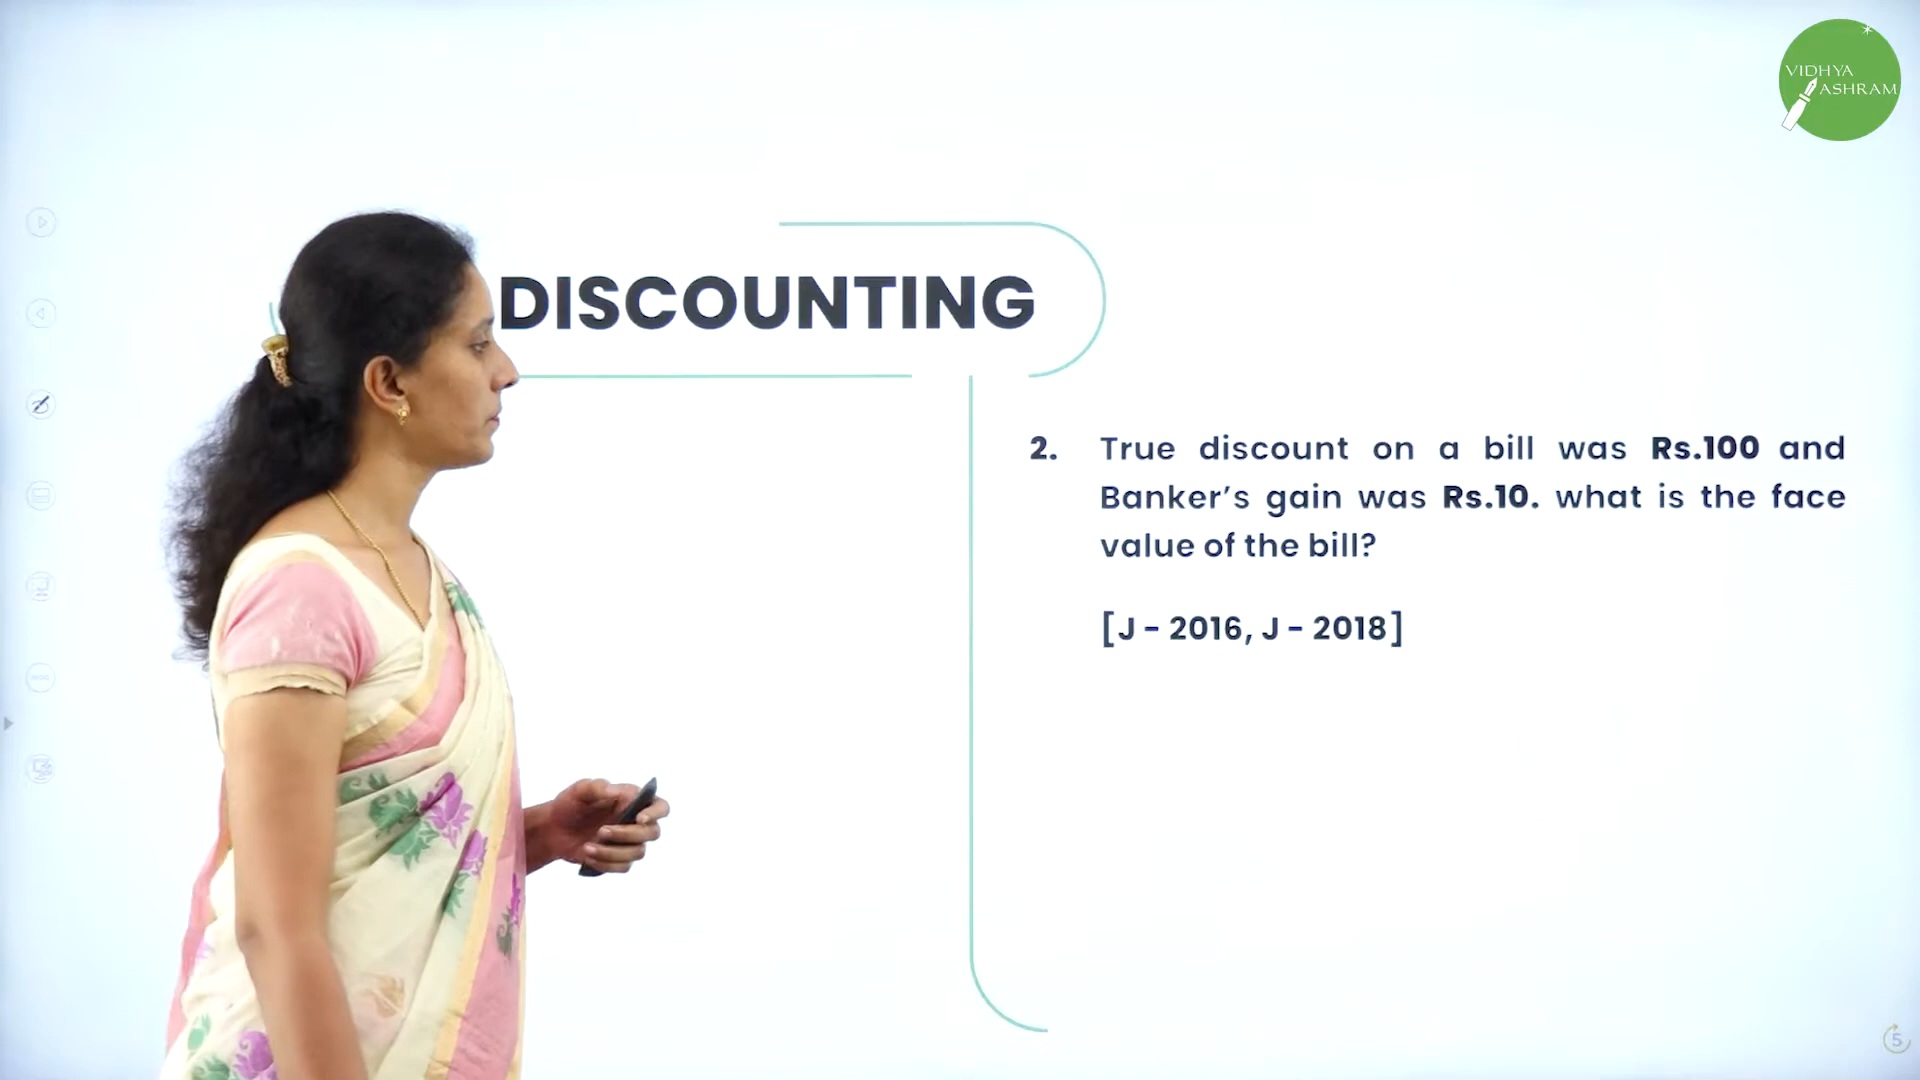 VIDHYA
ASHRAM
DISCOUNTING
2. True discount on a bill was Rs.100 and
Banker’s gain was Rs.10. what is the face
value of the bill?
[J - 2016, J - 2018]
5